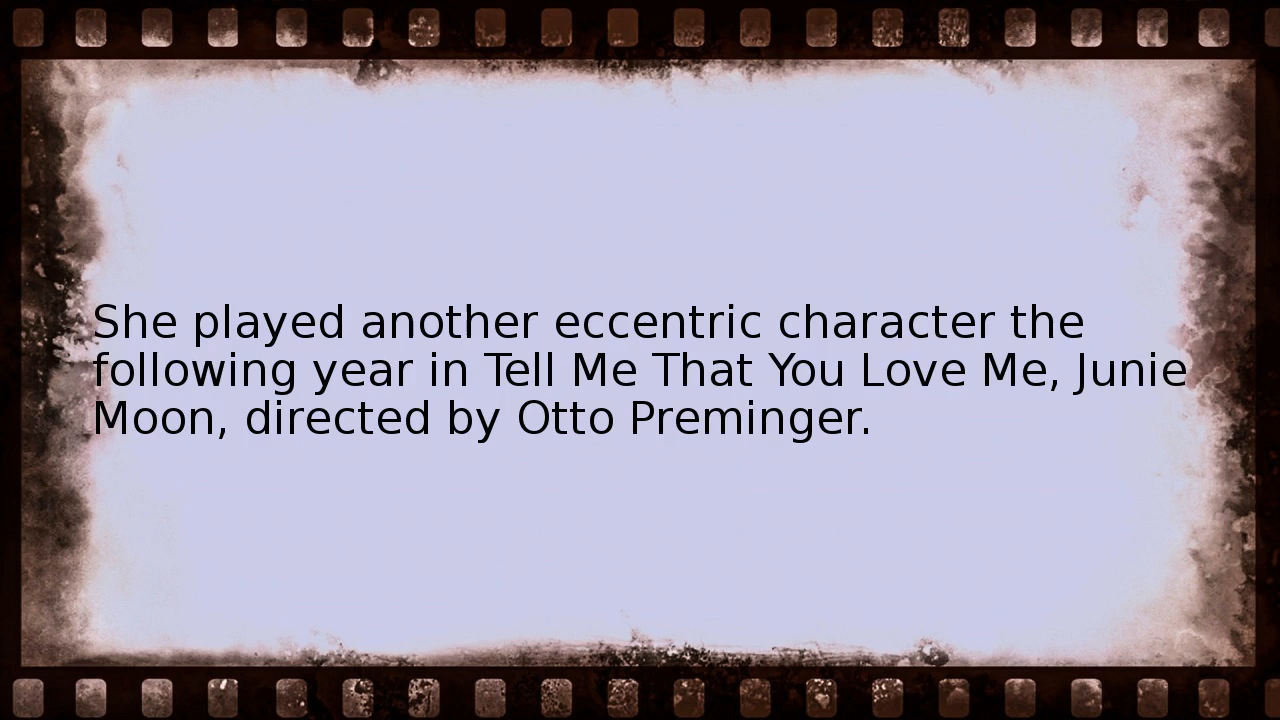 She played another eccentric character the
following year in Tell Me That You Love Me, Junie
Moon, directed by Otto Preminger.